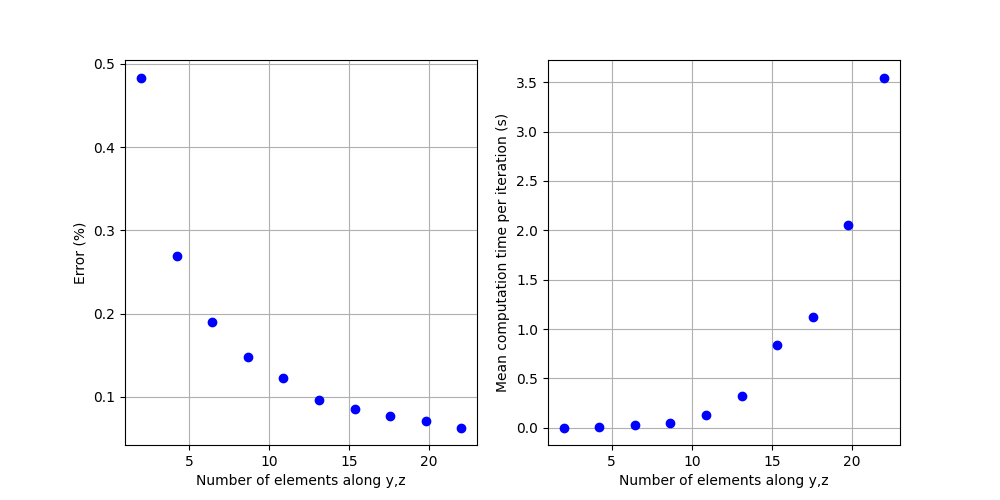 Error (%)
0.5
0.4
0.3
0.2
0.1
5 10 15 20
Number of elements along y,z
Mean computation time per iteration (s)
3.5
3.0
2.5
2.0
1.5
1.0
0.5
0.0
5 10 15 20
Number of elements along y,z